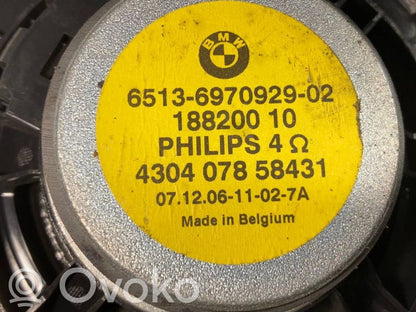 BMW
6513-6970929-02
188200 10
PHILIPS 4 Ω
4304 078 58431
07.12.06-11-02-7A
Made in Belgium
Ovoko